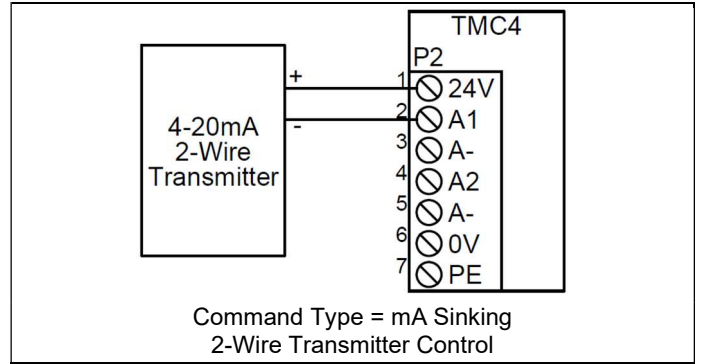 TMC4
P2
+
1 24V
4-20mA
2-Wire
Transmitter
-
2 A1
3 A-
4 A2
5 A-
6 0V
7 PE
Command Type = mA Sinking
2-Wire Transmitter Control